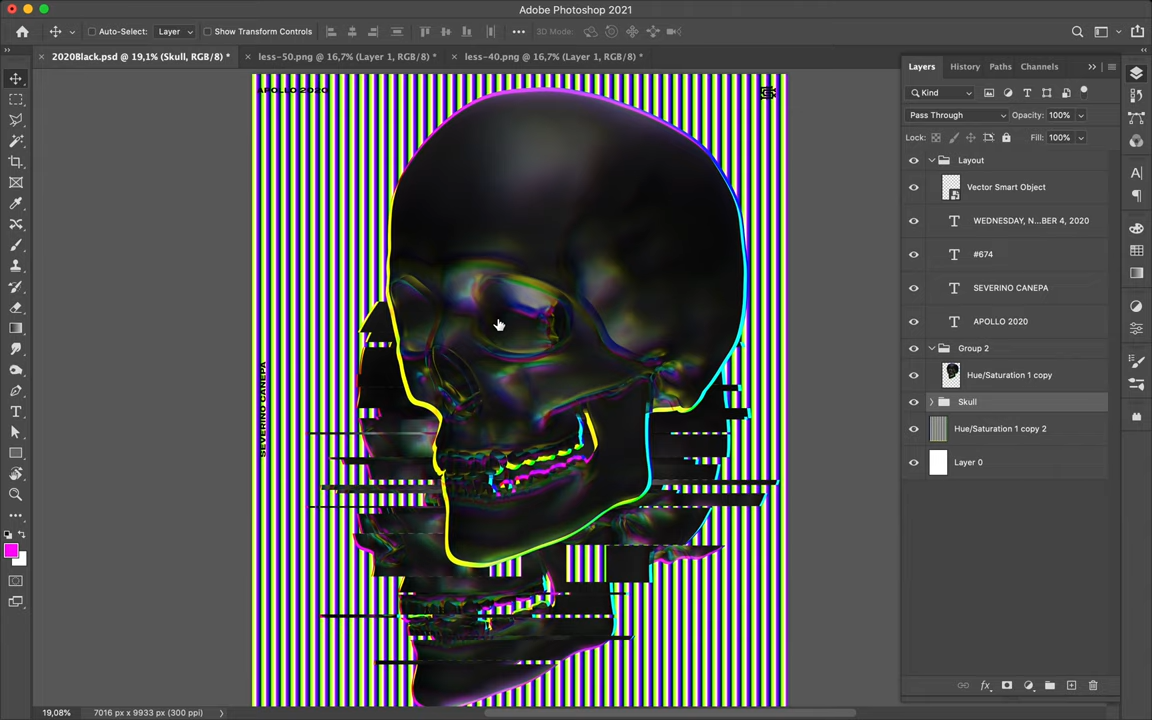 Adobe Photoshop 2021
Auto-Select: Layer Show Transform Controls 3D Mode:
2020Black.psd @ 19,1% (Skull, RGB/8) * less-50.png @ 16,7% (Layer 1, RGB/8) * less-40.png @ 16,7% (Layer 1, RGB/8) *
Layers History Paths Channels
Kind
Pass Through Opacity: 100%
Lock: Fill: 100%
Layout
Vector Smart Object
WEDNESDAY, N...BER 4, 2020
#674
SEVERINO CANEPA
APOLLO 2020
Group 2
Hue/Saturation 1 copy
Skull
Hue/Saturation 1 copy 2
Layer 0
APOLLO 2020
SEVERINO CANEPA
19,08% 7016 px x 9933 px (300 ppi)